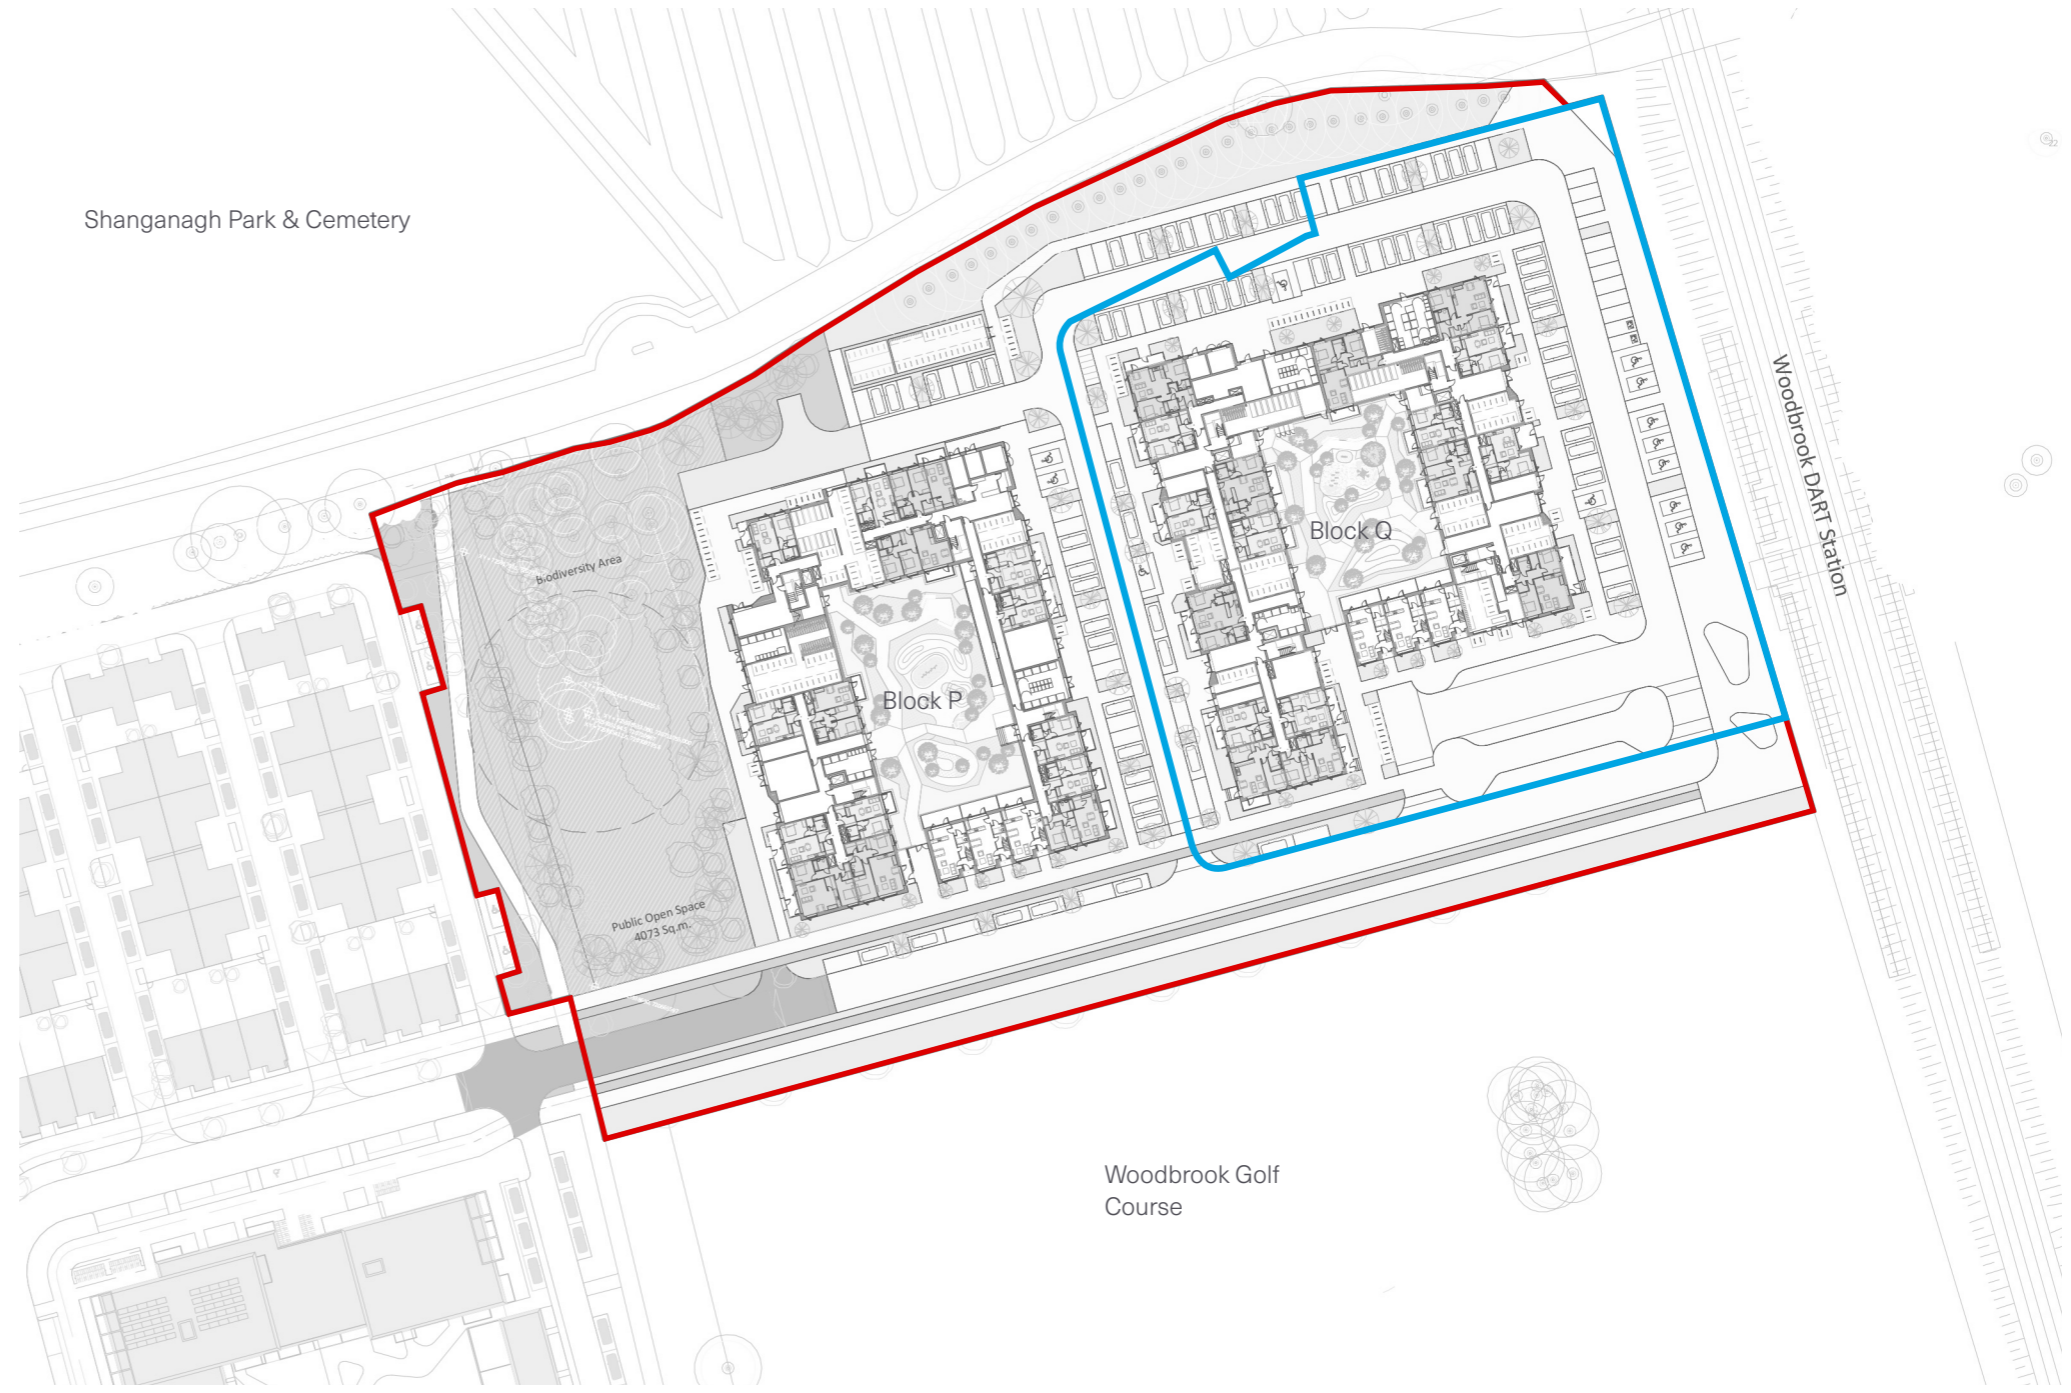 Shanganagh Park & Cemetery
Woodbrook DART Station
Biodiversity Area
Block Q
Block P
Public Open Space
4073 Sq.m.
Woodbrook Golf
Course